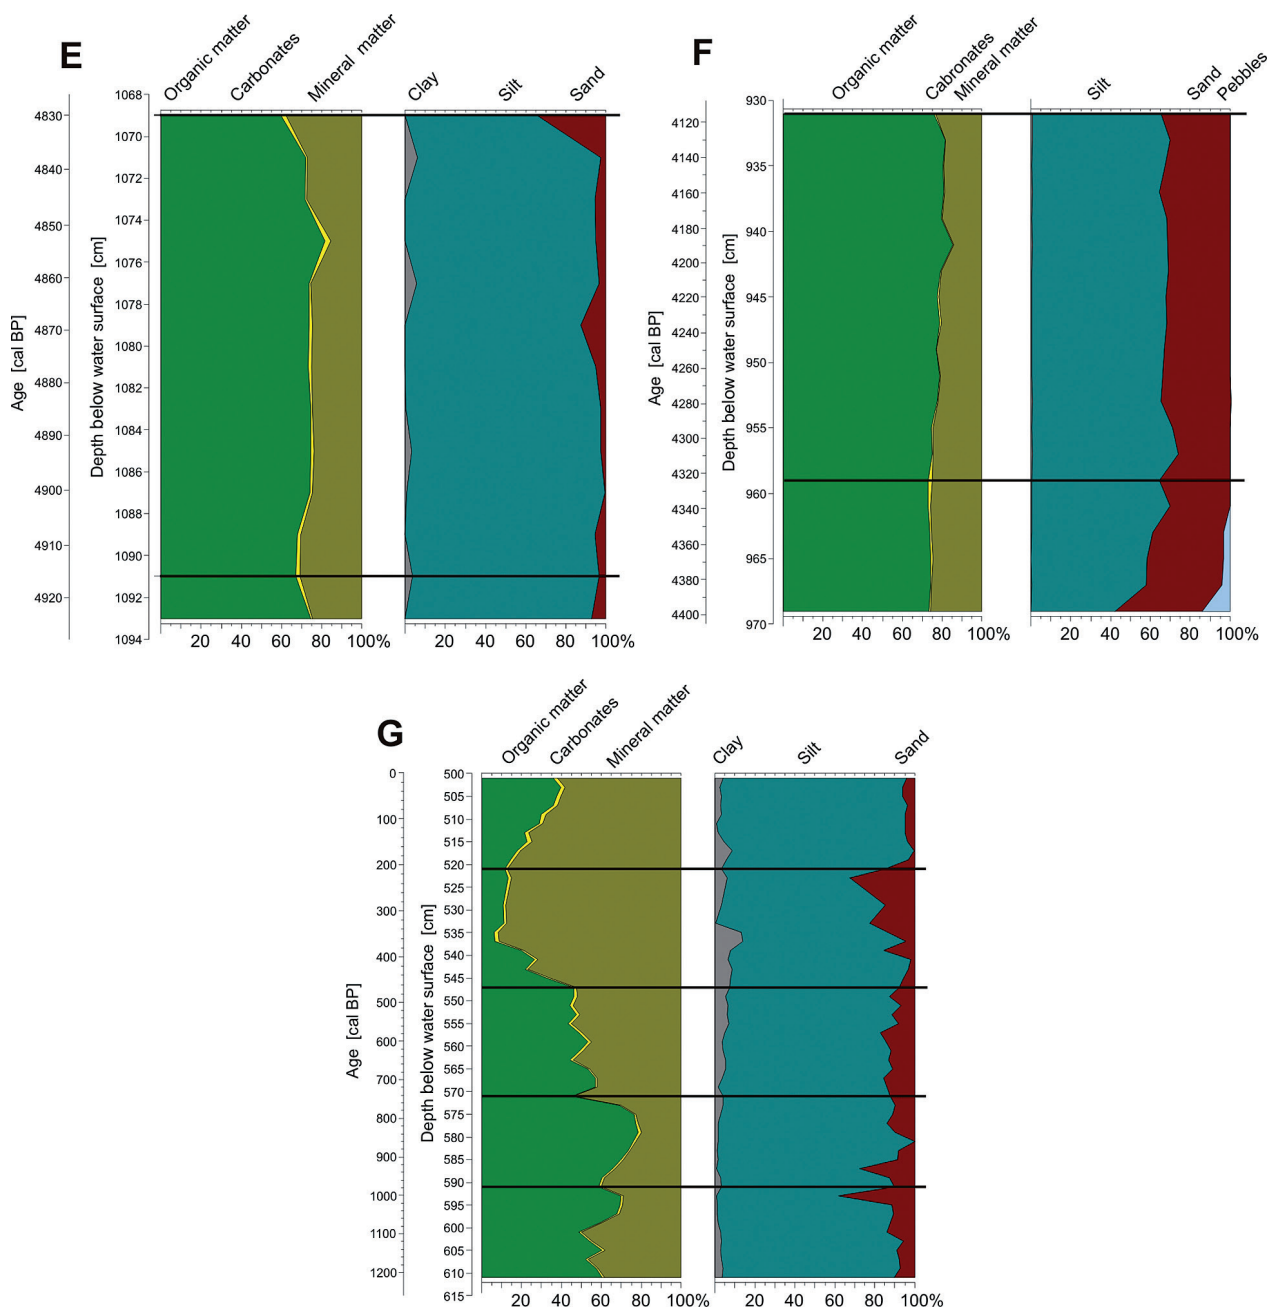 E
Organic matter
Carbonates
Mineral matter
Clay
Silt
Sand
Age [cal BP]
4830
4840
4850
4860
4870
4880
4890
4900
4910
4920
Depth below water surface [cm]
1068
1070
1072
1074
1076
1078
1080
1082
1084
1086
1088
1090
1092
1094
20 40 60 80 100%
20 40 60 80 100%
F
Organic matter
Cabronates
Mineral matter
Silt
Sand
Pebbles
Age [cal BP]
4120
4140
4160
4180
4200
4220
4240
4260
4280
4300
4320
4340
4360
4380
4400
Depth below water surface [cm]
930
935
940
945
950
955
960
965
970
20 40 60 80 100%
20 40 60 80 100%
G
Organic matter
Carbonates
Mineral matter
Clay
Silt
Sand
Age [cal BP]
0
100
200
300
400
500
600
700
800
900
1000
1100
1200
Depth below water surface [cm]
500
505
510
515
520
525
530
535
540
545
550
555
560
565
570
575
580
585
590
595
600
605
610
615
20 40 60 80 100%
20 40 60 80 100%